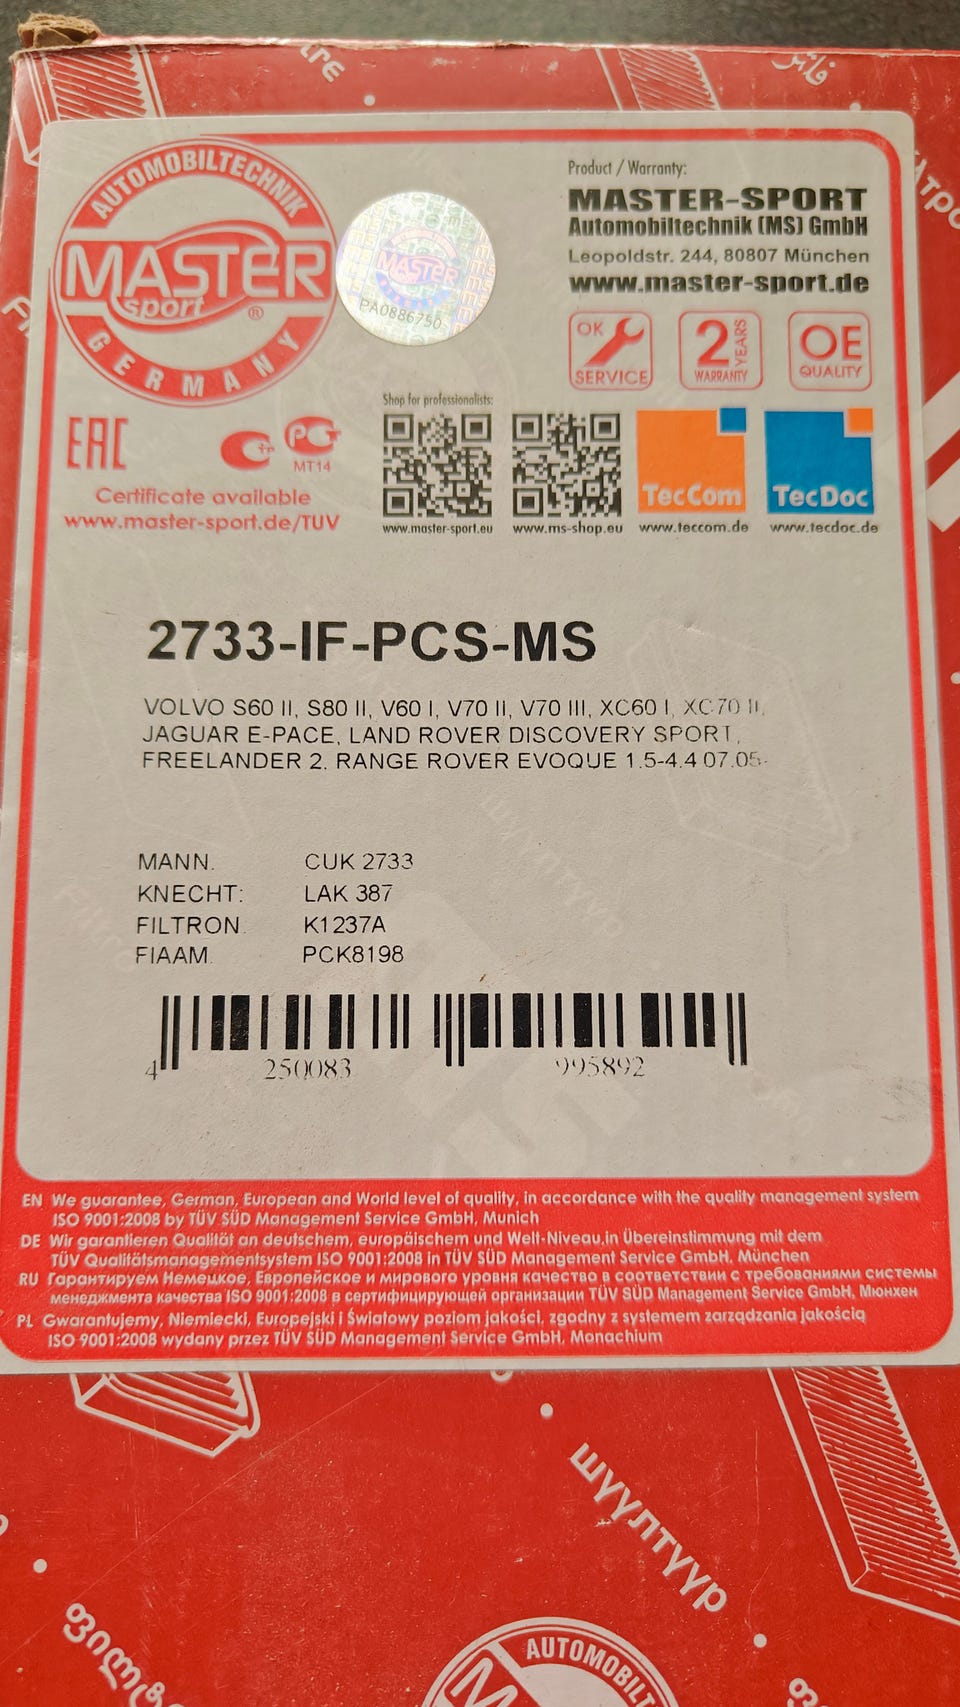 AUTOMOBILTECHNIK
MASTER
sport ®
GERMANY
MASTER
PA0886750
Product / Warranty:
MASTER-SPORT
Automobiltechnik (MS) GmbH
Leopoldstr. 244, 80807 München
www.master-sport.de
OK
SERVICE
2 YEARS
WARRANTY
OE
QUALITY
EAC
MT14
Certificate available
www.master-sport.de/TUV
Shop for professionalists:
www.master-sport.eu
www.ms-shop.eu
TecCom
www.teccom.de
TecDoc
www.tecdoc.de
2733-IF-PCS-MS
VOLVO S60 II, S80 II, V60 I, V70 II, V70 III, XC60 I, XC70 II,
JAGUAR E-PACE, LAND ROVER DISCOVERY SPORT,
FREELANDER 2, RANGE ROVER EVOQUE 1.5-4.4 07.05-
MANN. CUK 2733
KNECHT: LAK 387
FILTRON. K1237A
FIAAM. PCK8198
4 250083 995892
EN We guarantee, German, European and World level of quality, in accordance with the quality management system
ISO 9001:2008 by TÜV SÜD Management Service GmbH, Munich
DE Wir garantieren Qualität an deutschem, europäischem und Welt-Niveau,in Übereinstimmung mit dem
TÜV Qualitätsmanagementsystem ISO 9001:2008 in TÜV SÜD Management Service GmbH, München
RU Гарантируем Немецкое, Европейское и мирового уровня качество в соответствии с требованиями системы
менеджмента качества ISO 9001:2008 в сертифицирующей организации TÜV SÜD Management Service GmbH, Мюнхен
PL Gwarantujemy, Niemiecki, Europejski i Światowy poziom jakości, zgodny z systemem zarządzania jakością
ISO 9001:2008 wydany przez TÜV SÜD Management Service GmbH, Monachium
шүүлтүүр
AUTOMOBILT